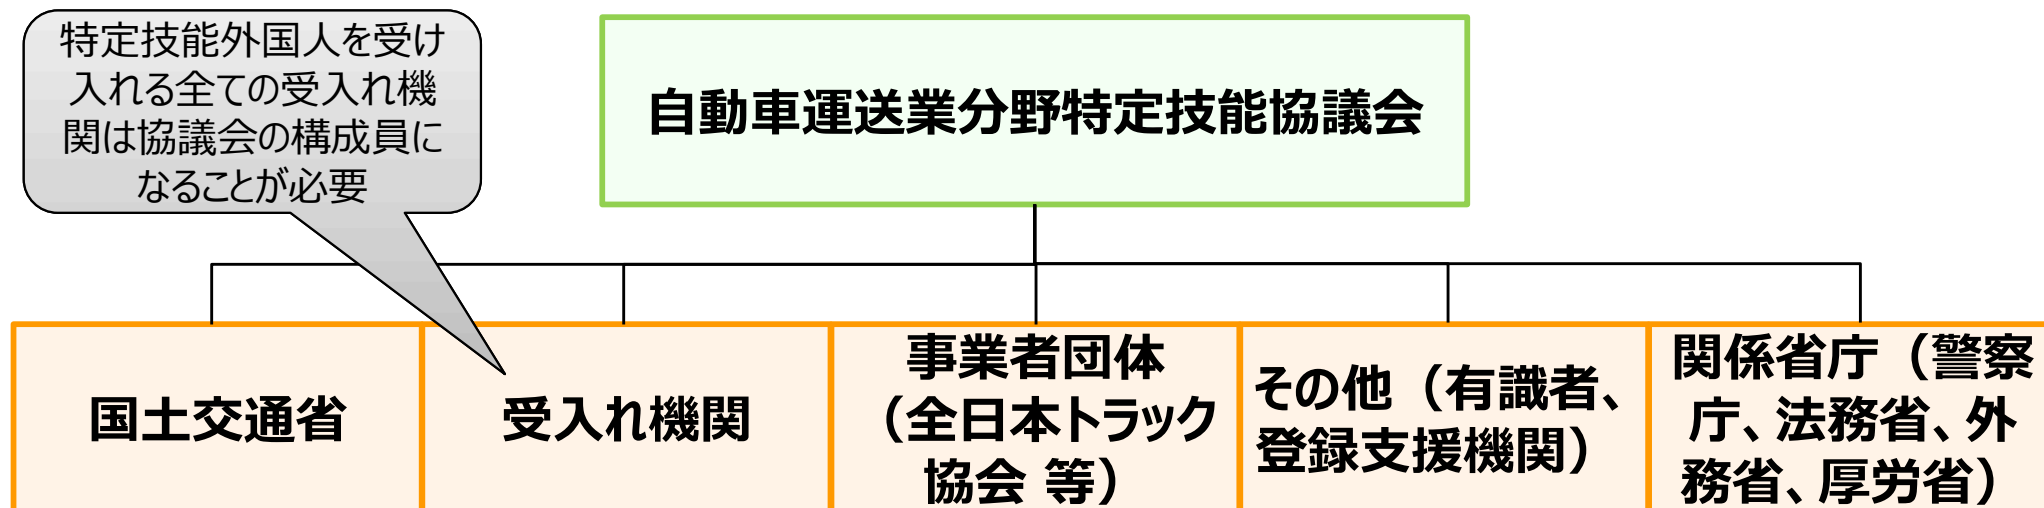 特定技能外国人を受け
入れる全ての受入れ機
関は協議会の構成員に
なることが必要
自動車運送業分野特定技能協議会
国土交通省
受入れ機関
事業者団体
（全日本トラック
協会 等）
その他（有識者、
登録支援機関）
関係省庁（警察
庁、法務省、外
務省、厚労省）